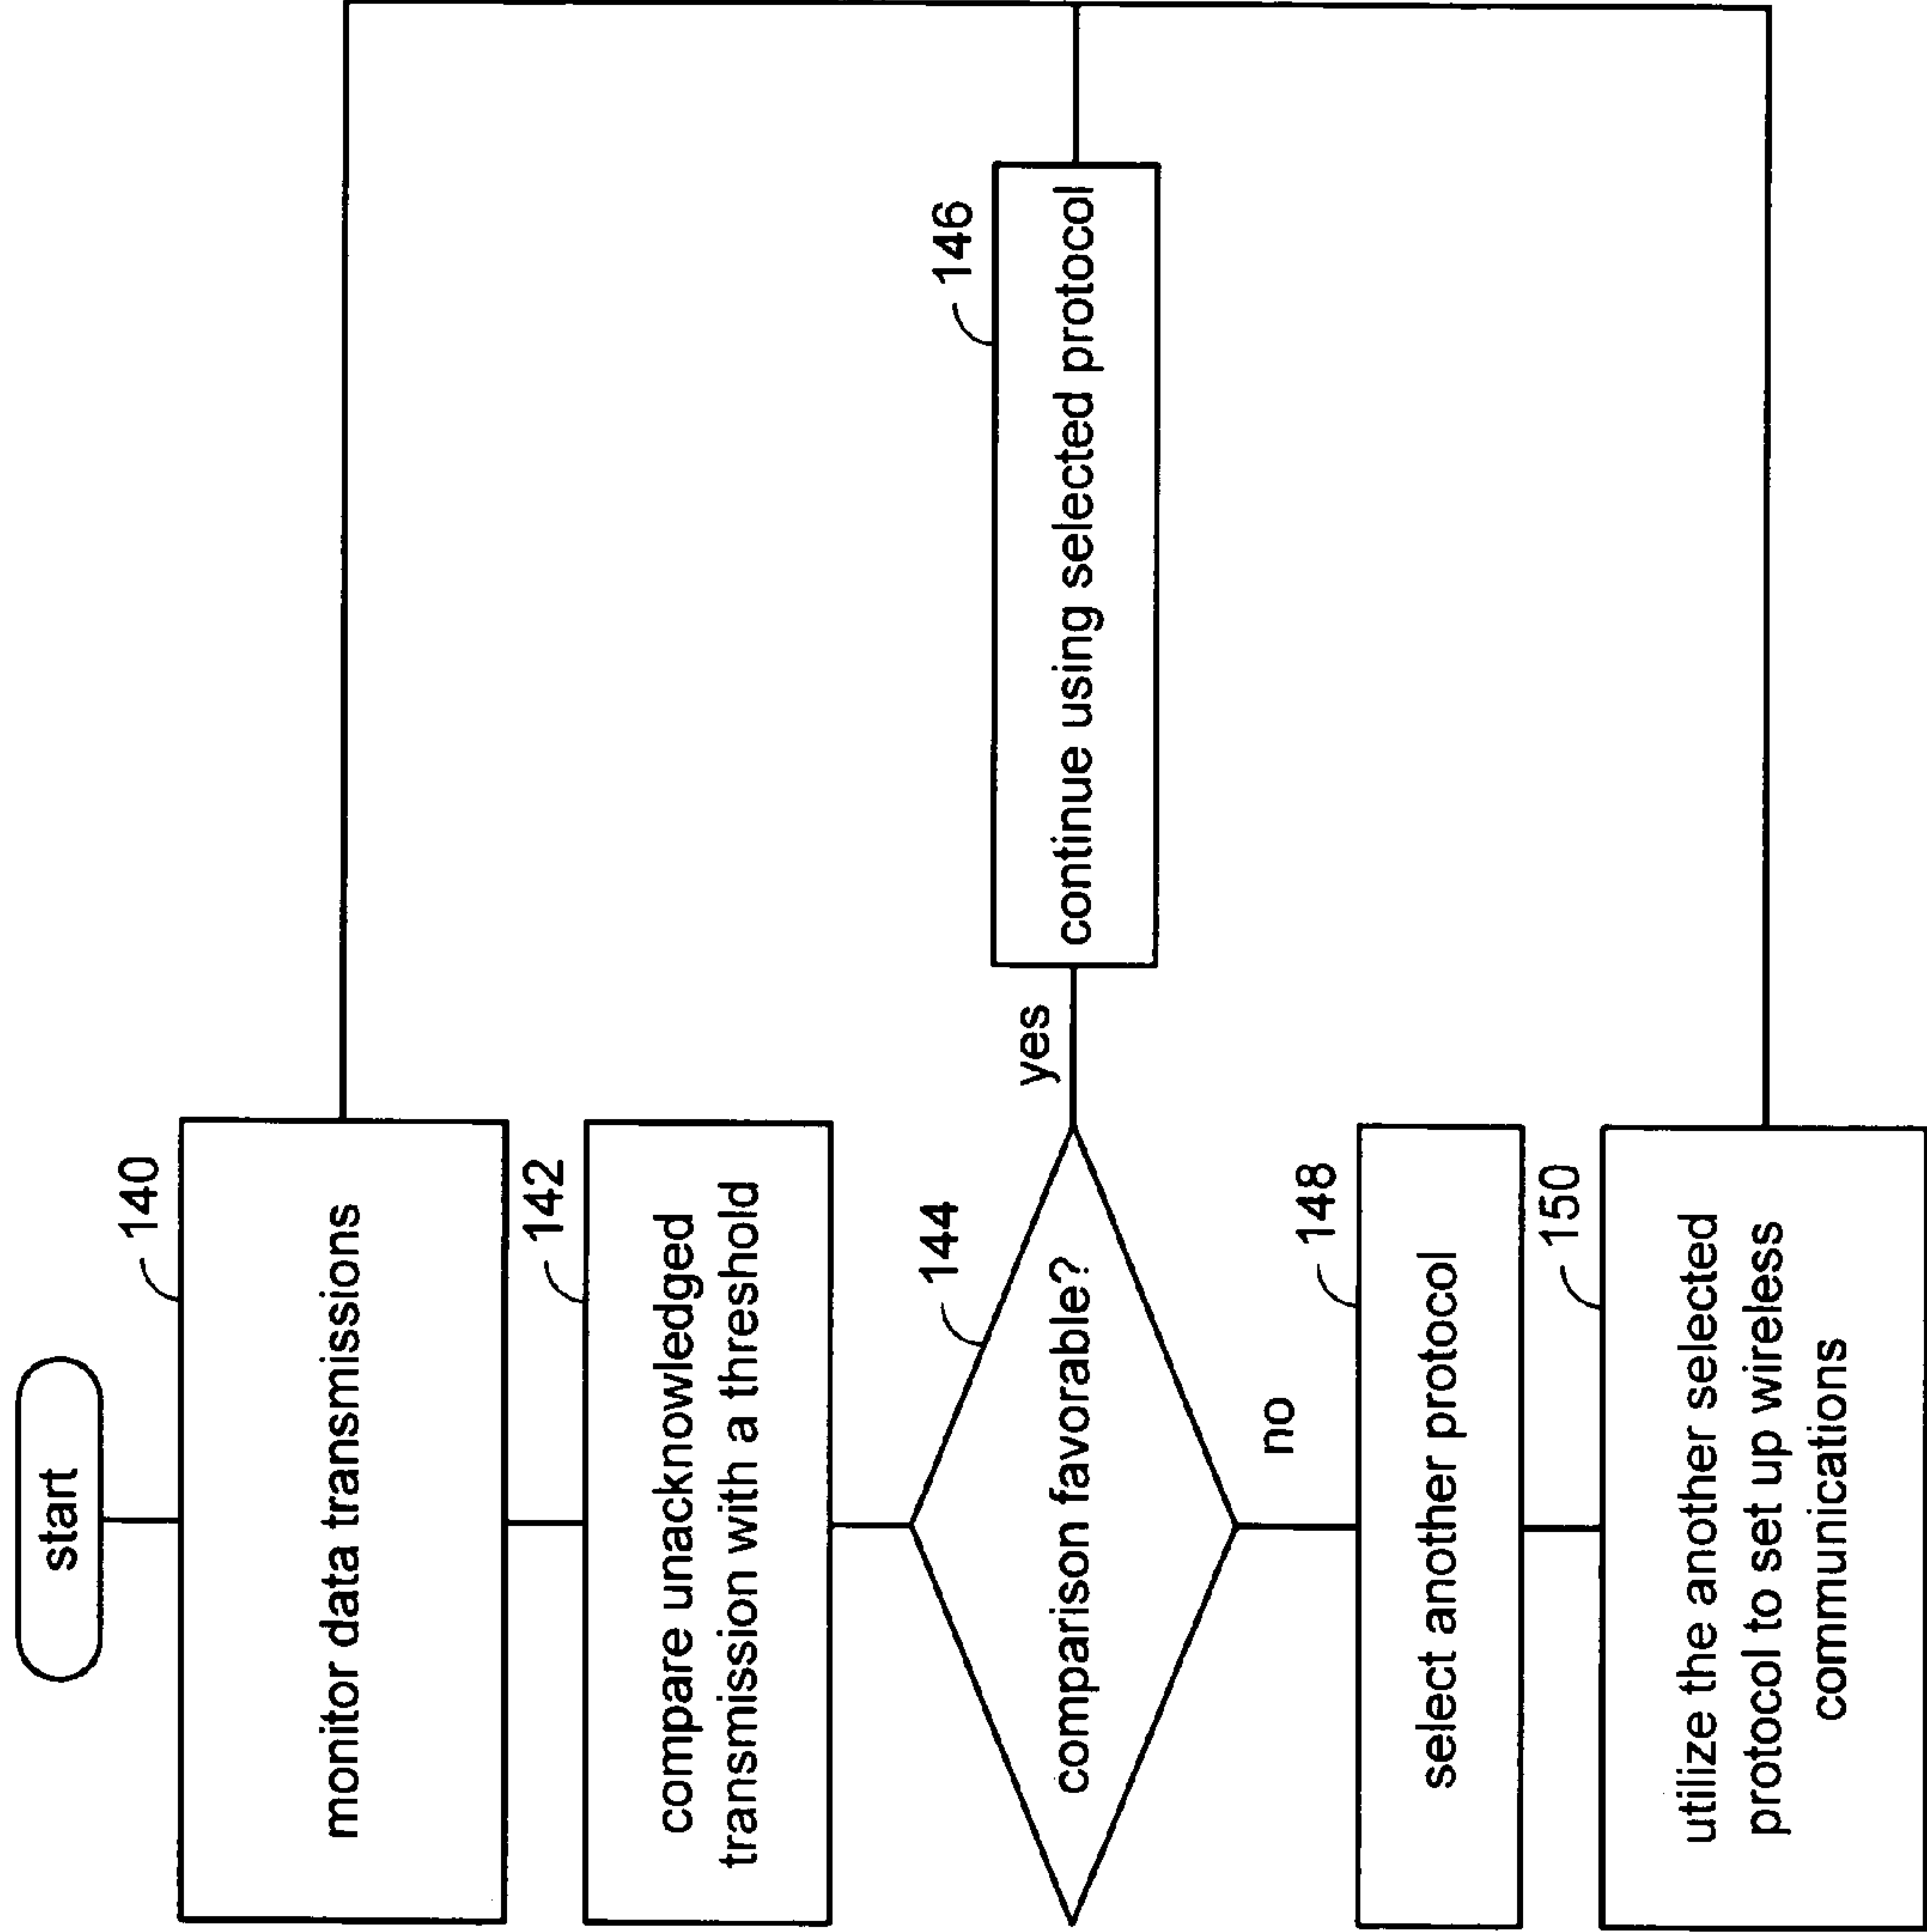 start
140
monitor data transmissions
142
compare unacknowledged
transmission with a threshold
144
comparison favorable?
yes
146
continue using selected protocol
no
148
select another protocol
150
utilize the another selected
protocol to set up wireless
communications